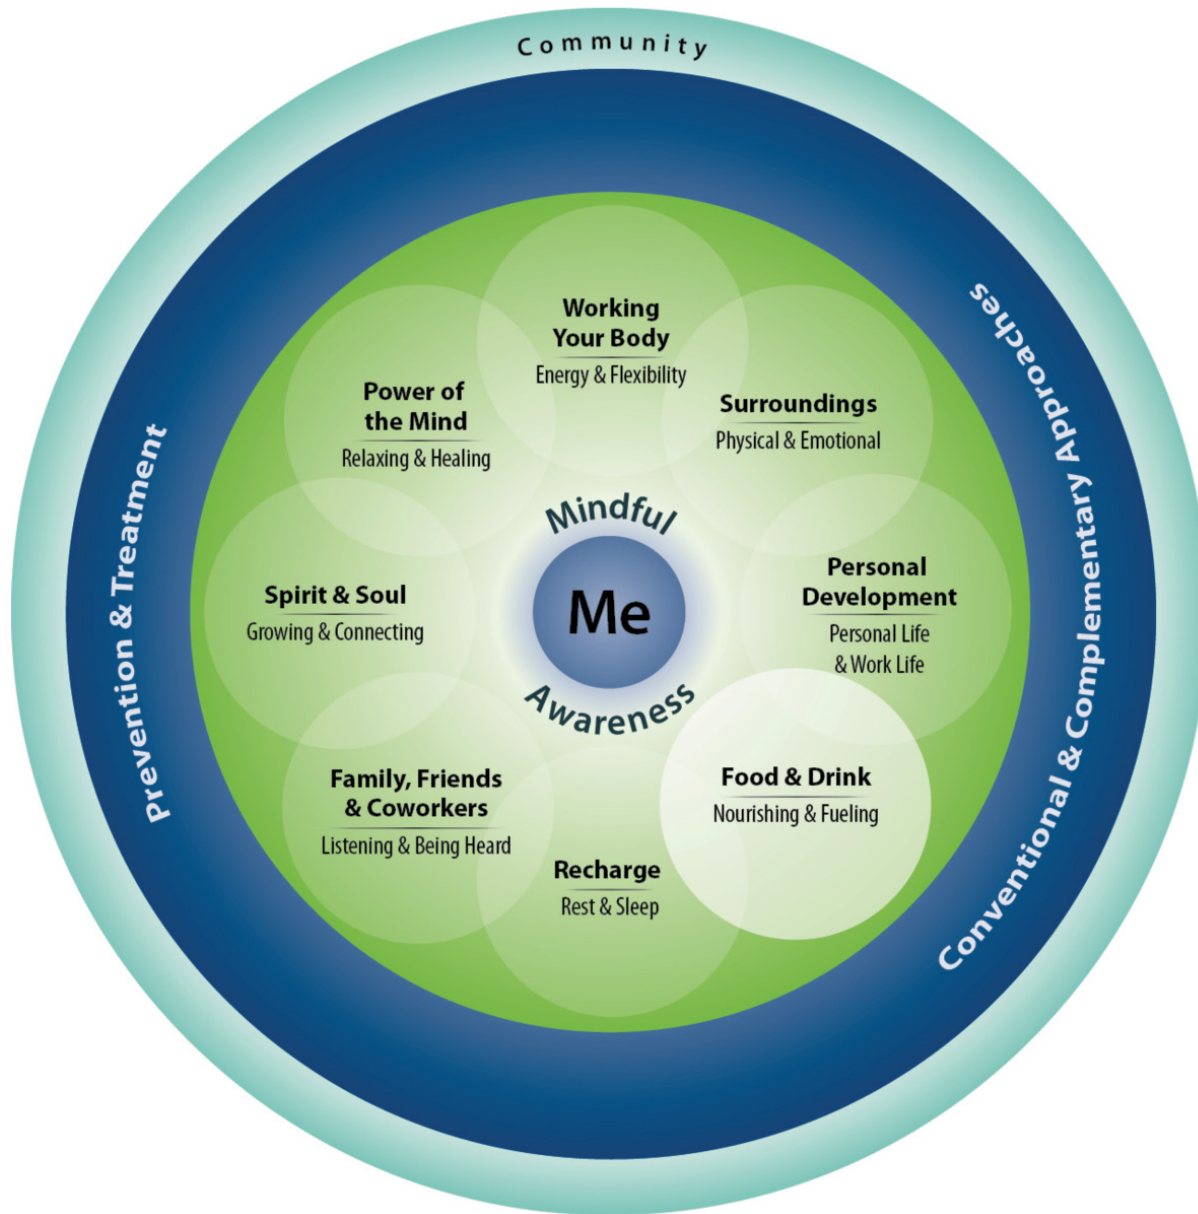 Community
Prevention & Treatment
Conventional & Complementary Approaches
Working
Your Body
Energy & Flexibility
Surroundings
Physical & Emotional
Personal
Development
Personal Life
& Work Life
Food & Drink
Nourishing & Fueling
Recharge
Rest & Sleep
Family, Friends
& Coworkers
Listening & Being Heard
Spirit & Soul
Growing & Connecting
Power of
the Mind
Relaxing & Healing
Mindful
Me
Awareness